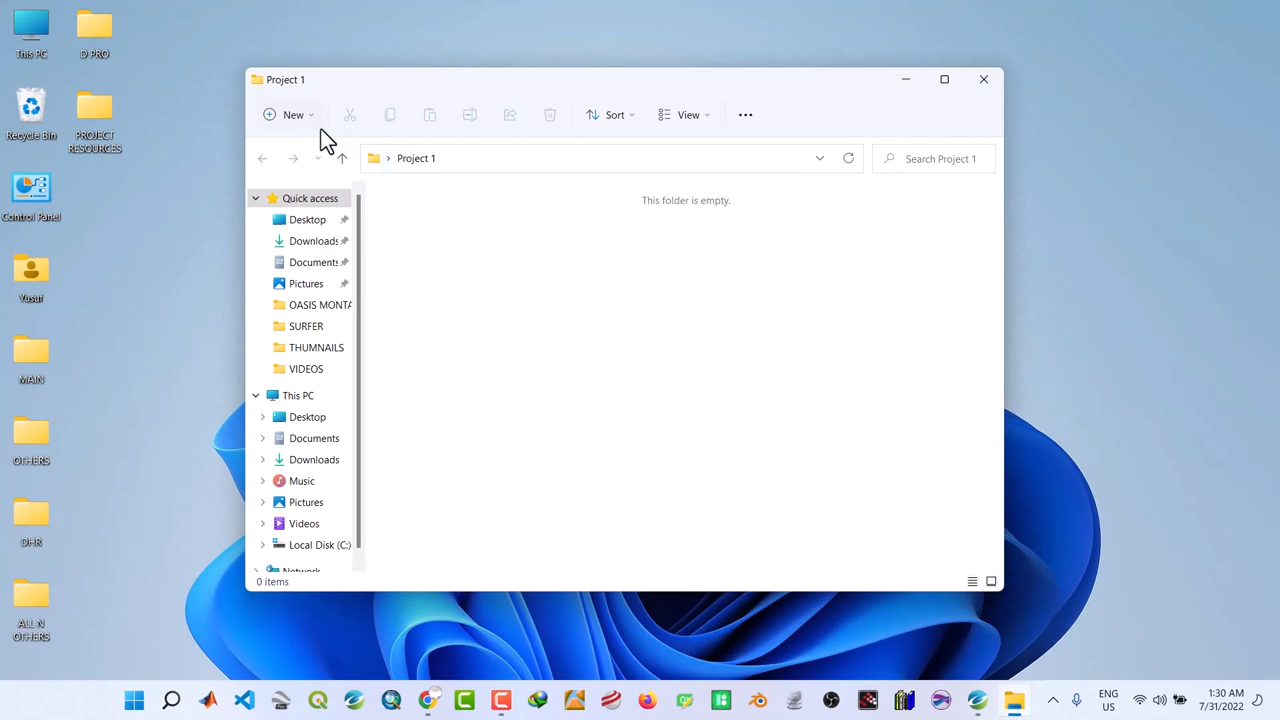 This PC
D PRO
Recycle Bin
PROJECT
RESOURCES
Control Panel
Yusuf
MAIN
OTHERS
DHR
ALL N
OTHERS
Project 1
New
Sort
View
Project 1
Search Project 1
Quick access
Desktop
Downloads
Documents
Pictures
OASIS MONTA
SURFER
THUMNAILS
VIDEOS
This PC
Desktop
Documents
Downloads
Music
Pictures
Videos
Local Disk (C:)
Network
This folder is empty.
0 items
ENG
US
1:30 AM
7/31/2022